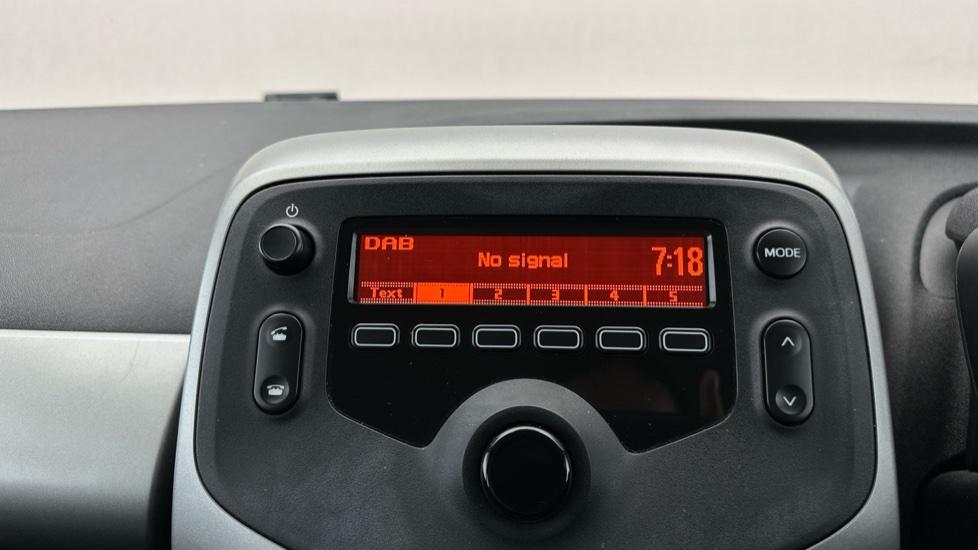 DAB
No signal
7:18
Text 1 2 3 4 5
MODE